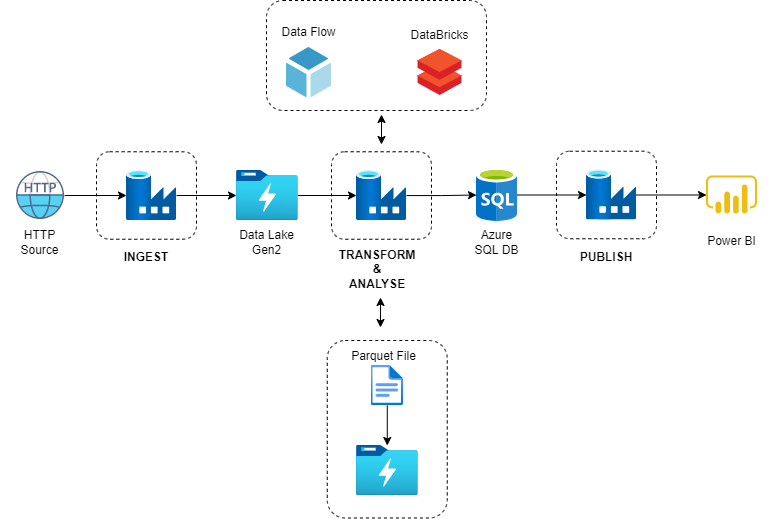 Data Flow
DataBricks
HTTP
HTTP
Source
INGEST
Data Lake
Gen2
TRANSFORM
&
ANALYSE
SQL
Azure
SQL DB
PUBLISH
Power BI
Parquet File